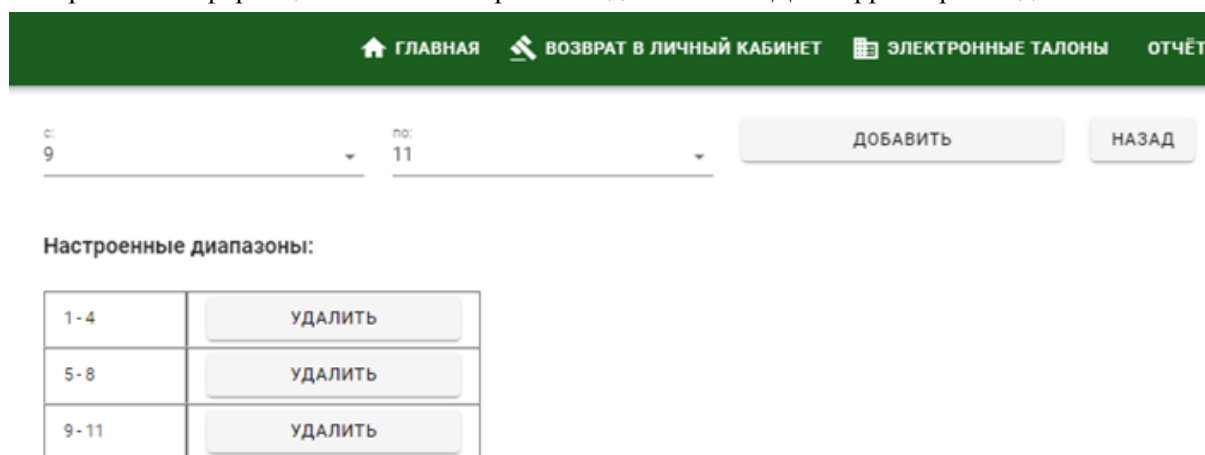 ГЛАВНАЯ ВОЗВРАТ В ЛИЧНЫЙ КАБИНЕТ ЭЛЕКТРОННЫЕ ТАЛОНЫ ОТЧЁТ
с: по:
9 11 ДОБАВИТЬ НАЗАД
Настроенные диапазоны:
1 - 4 УДАЛИТЬ
5 - 8 УДАЛИТЬ
9 - 11 УДАЛИТЬ